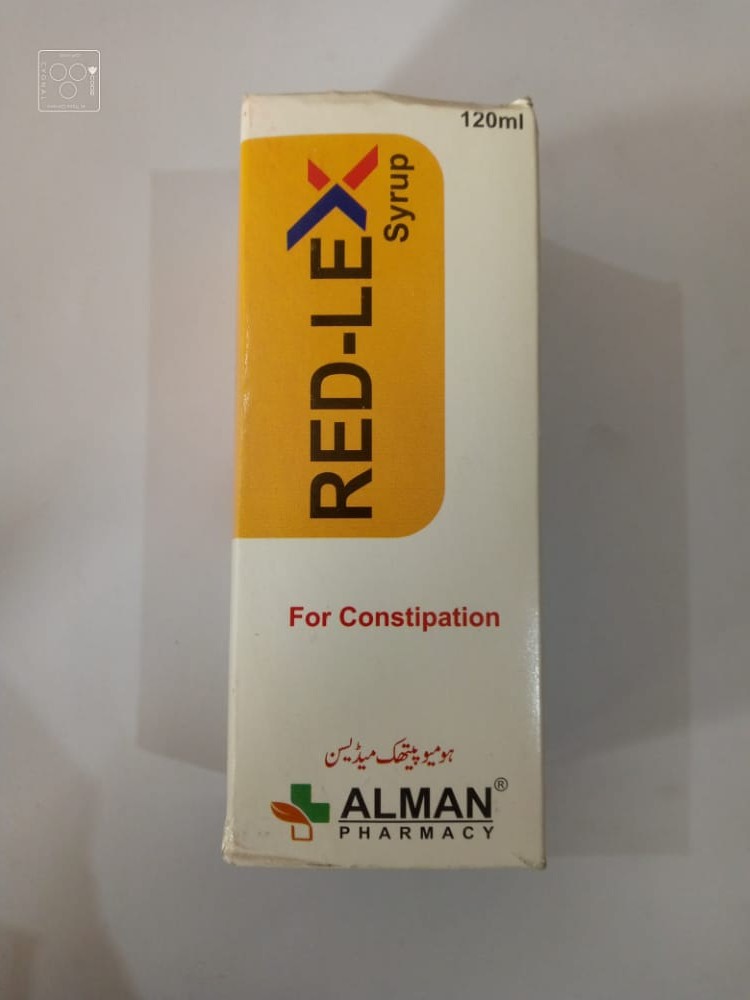 120ml
RED-LEX
Syrup
For Constipation
ہومیو پیتھک میڈیسن
ALMAN®
PHARMACY